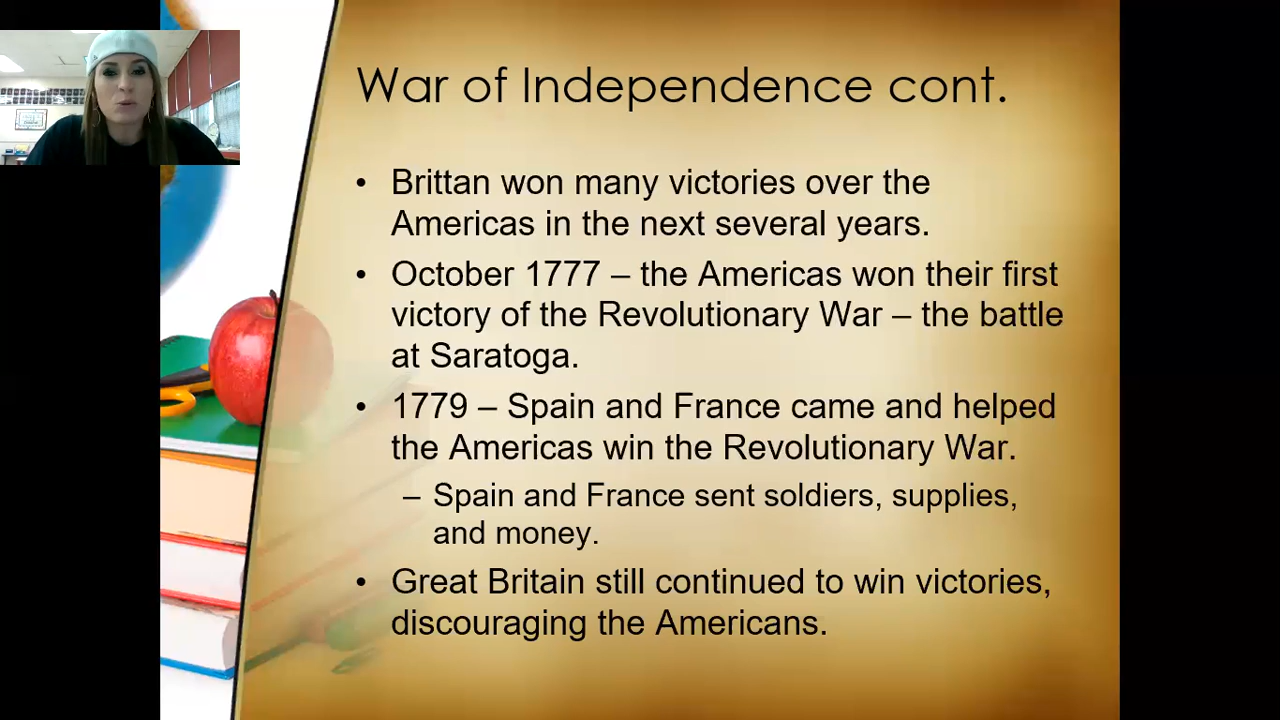 War of Independence cont.
• Brittan won many victories over the
Americas in the next several years.
• October 1777 – the Americas won their first
victory of the Revolutionary War – the battle
at Saratoga.
• 1779 – Spain and France came and helped
the Americas win the Revolutionary War.
– Spain and France sent soldiers, supplies,
and money.
• Great Britain still continued to win victories,
discouraging the Americans.